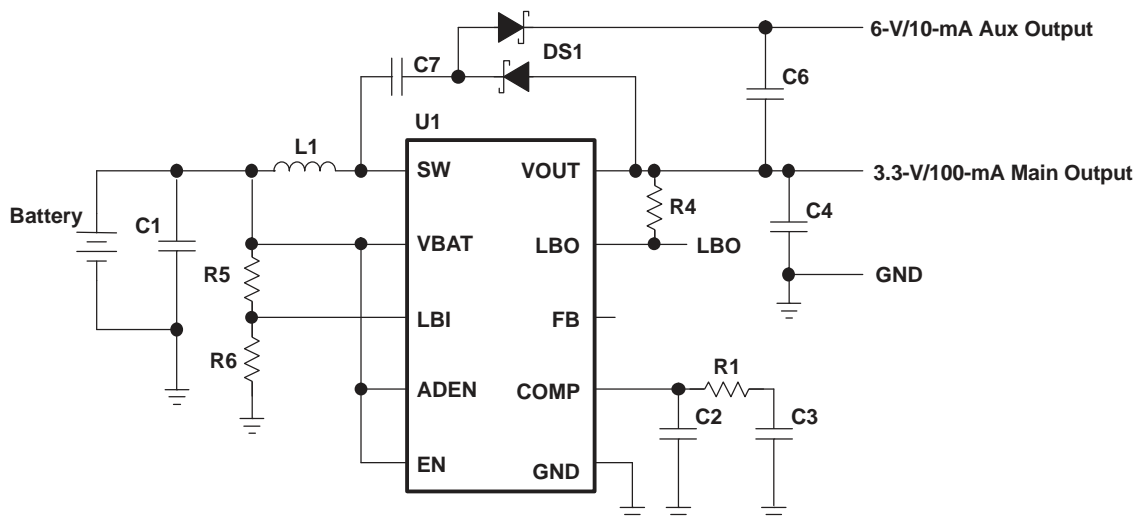 6-V/10-mA Aux Output
DS1
C7
C6
U1
L1
SW
VOUT
3.3-V/100-mA Main Output
R4
C4
Battery
C1
VBAT
LBO
LBO
R5
GND
LBI
FB
R6
R1
ADEN
COMP
C2
C3
EN
GND